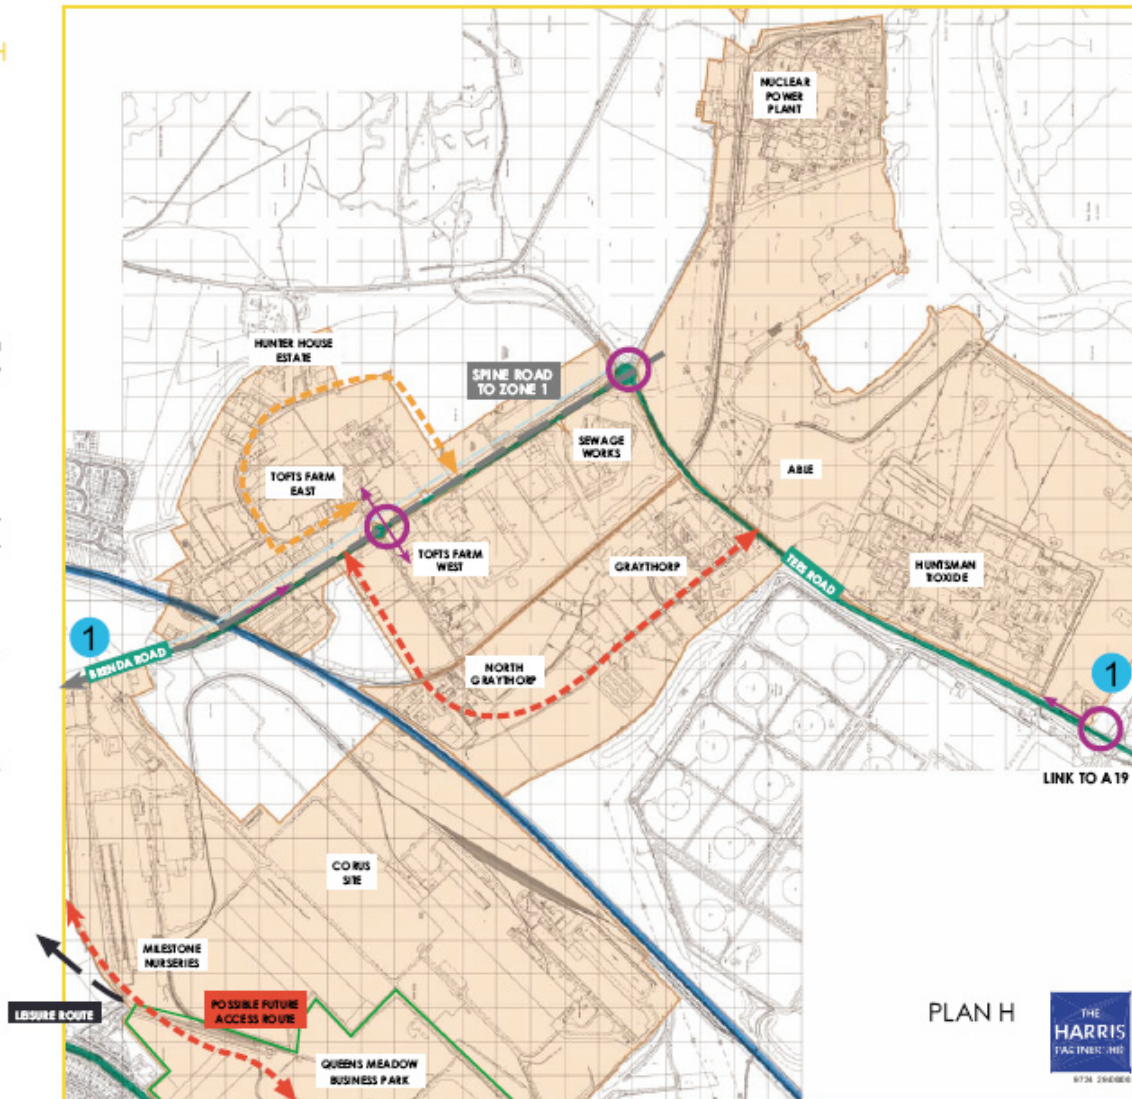 H
NUCLEAR
POWER
PLANT
HUNTER HOUSE
ESTATE
SPINE ROAD
TO ZONE 1
SEWAGE
WORKS
TOFTS FARM
EAST
ABLE
TOFTS FARM
WEST
GRAYTHORP
HUNTSMAN
TIOXIDE
TEES ROAD
1
BRENDA ROAD
NORTH
GRAYTHORP
1
LINK TO A19
CORUS
SITE
MILESTONE
NURSERIES
LEISURE ROUTE
POSSIBLE FUTURE
ACCESS ROUTE
QUEENS MEADOW
BUSINESS PARK
PLAN H
THE
HARRIS
PARTNERSHIP